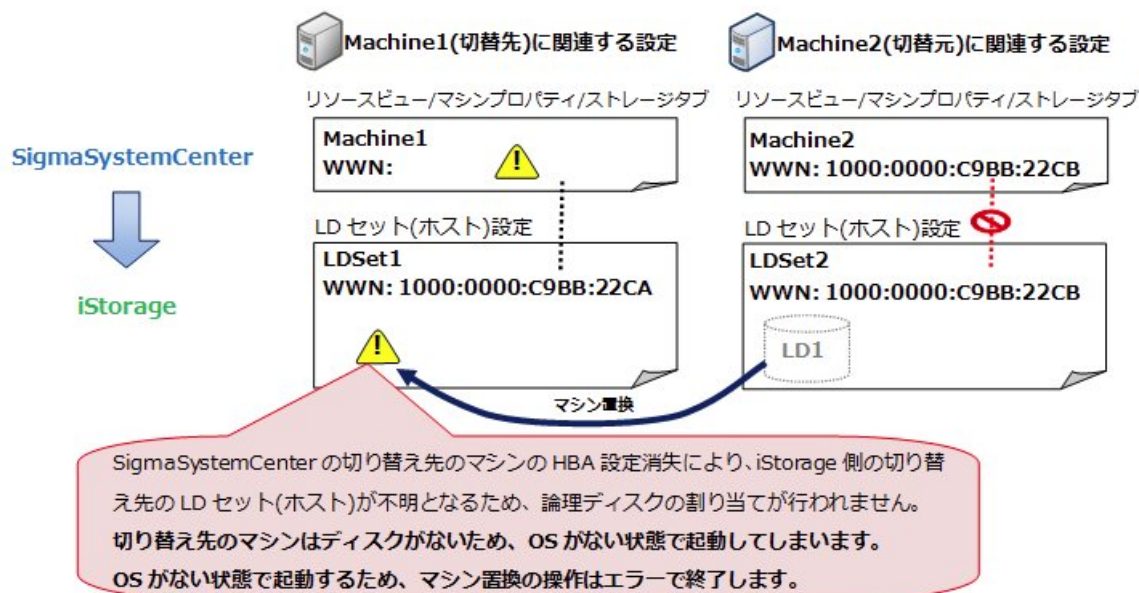 Machine1(切替先)に関連する設定
Machine2(切替元)に関連する設定
リソースビュー/マシンプロパティ/ストレージタブ
リソースビュー/マシンプロパティ/ストレージタブ
SigmaSystemCenter
Machine1
WWN:
!
Machine2
WWN: 1000:0000:C9BB:22CB
LD セット(ホスト)設定
LD セット(ホスト)設定
iStorage
LDSet1
WWN: 1000:0000:C9BB:22CA
!
LDSet2
WWN: 1000:0000:C9BB:22CB
LD1
マシン置換
SigmaSystemCenter の切り替え先のマシンの HBA 設定消失により、iStorage 側の切り替
え先の LD セット(ホスト)が不明となるため、論理ディスクの割り当てが行われません。
切り替え先のマシンはディスクがないため、OS がない状態で起動してしまいます。
OS がない状態で起動するため、マシン置換の操作はエラーで終了します。